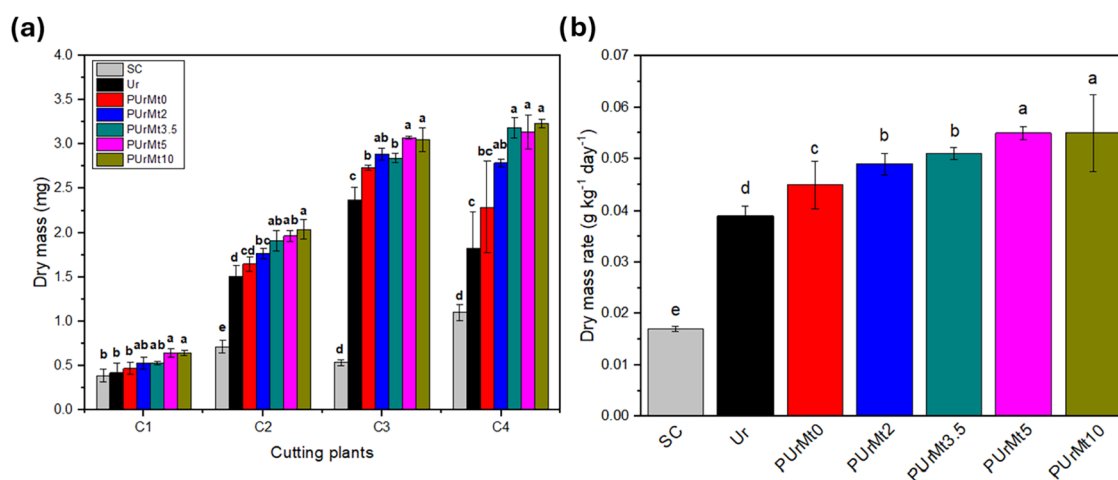 (a)
Dry mass (mg)
4.0
3.5
3.0
2.5
2.0
1.5
1.0
0.5
0.0
SC
Ur
PUrMt0
PUrMt2
PUrMt3.5
PUrMt5
PUrMt10
b b b ab ab a a
e d cd bc ab ab a
d c b ab b a a
d c bc ab a a a
C1 C2 C3 C4
Cutting plants
(b)
Dry mass rate (g kg⁻¹ day⁻¹)
0.07
0.06
0.05
0.04
0.03
0.02
0.01
0.00
e d c b b a a
SC Ur PUrMt0 PUrMt2 PUrMt3.5 PUrMt5 PUrMt10